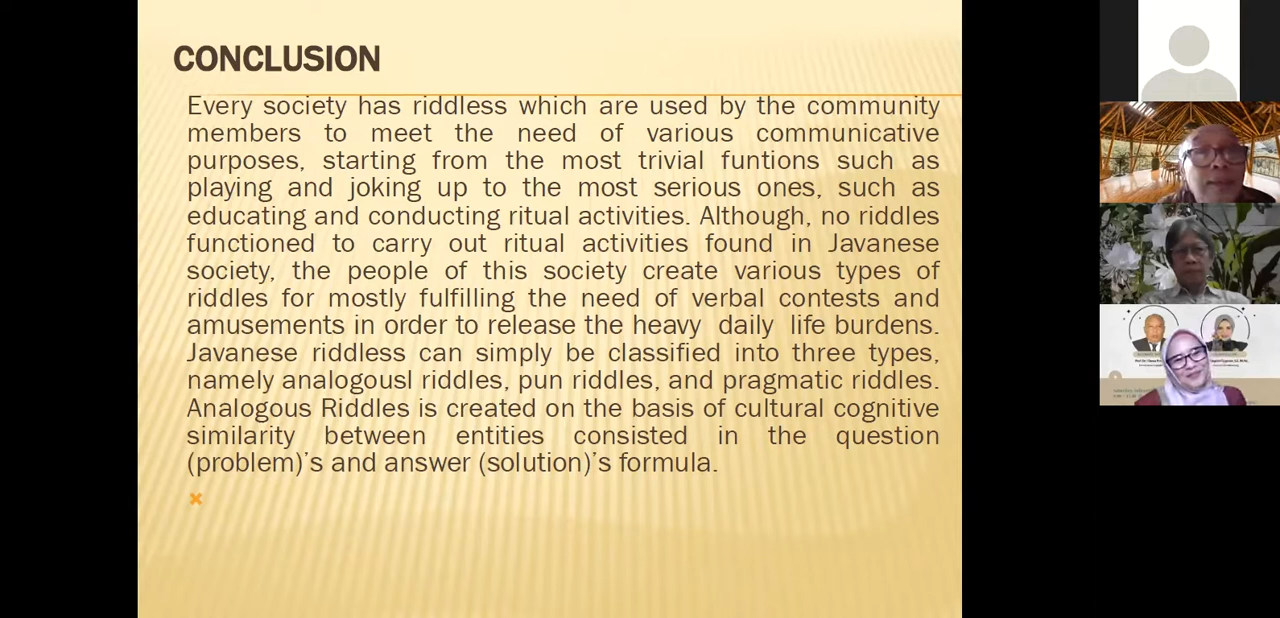 CONCLUSION
Every society has riddless which are used by the community
members to meet the need of various communicative
purposes, starting from the most trivial funtions such as
playing and joking up to the most serious ones, such as
educating and conducting ritual activities. Although, no riddles
functioned to carry out ritual activities found in Javanese
society, the people of this society create various types of
riddles for mostly fulfilling the need of verbal contests and
amusements in order to release the heavy daily life burdens.
Javanese riddless can simply be classified into three types,
namely analogousl riddles, pun riddles, and pragmatic riddles.
Analogous Riddles is created on the basis of cultural cognitive
similarity between entities consisted in the question
(problem)’s and answer (solution)’s formula.